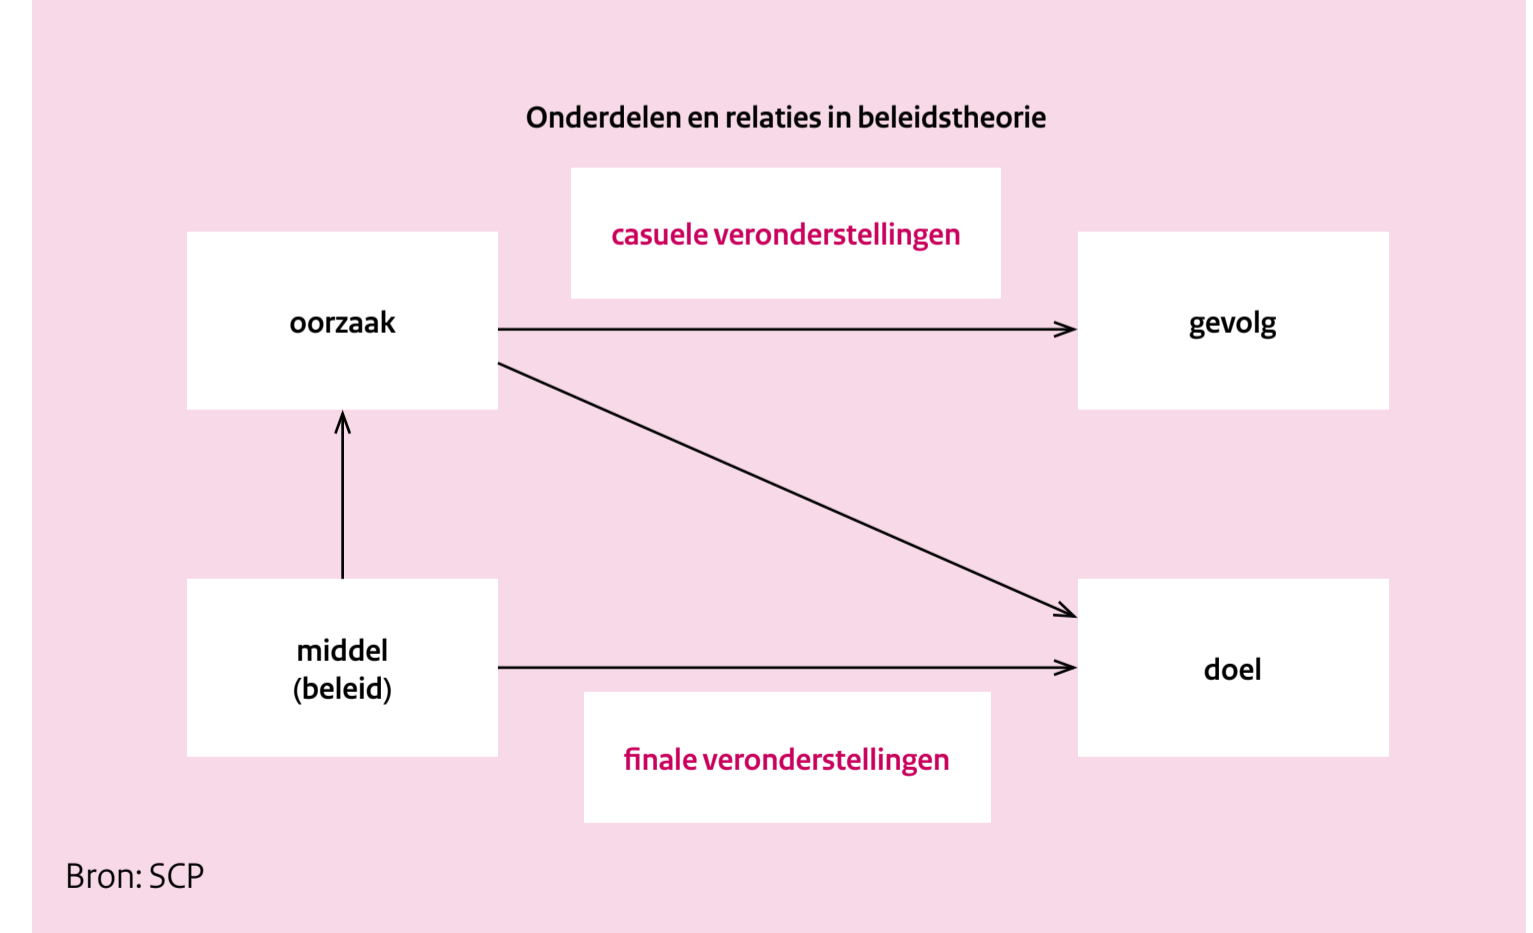 Onderdelen en relaties in beleidstheorie
casuele veronderstellingen
oorzaak
gevolg
middel
(beleid)
doel
finale veronderstellingen
Bron: SCP